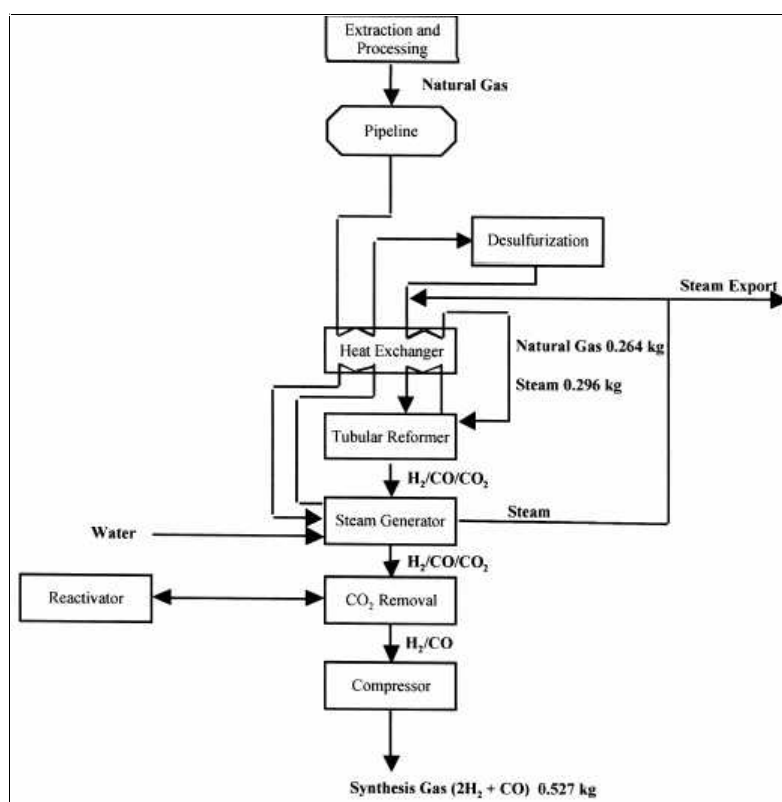 Extraction and
Processing
Natural Gas
Pipeline
Desulfurization
Steam Export
Heat Exchanger
Natural Gas 0.264 kg
Steam 0.296 kg
Tubular Reformer
H₂/CO/CO₂
Steam Generator
Steam
Water
H₂/CO/CO₂
Reactivator
CO₂ Removal
H₂/CO
Compressor
Synthesis Gas (2H₂ + CO) 0.527 kg